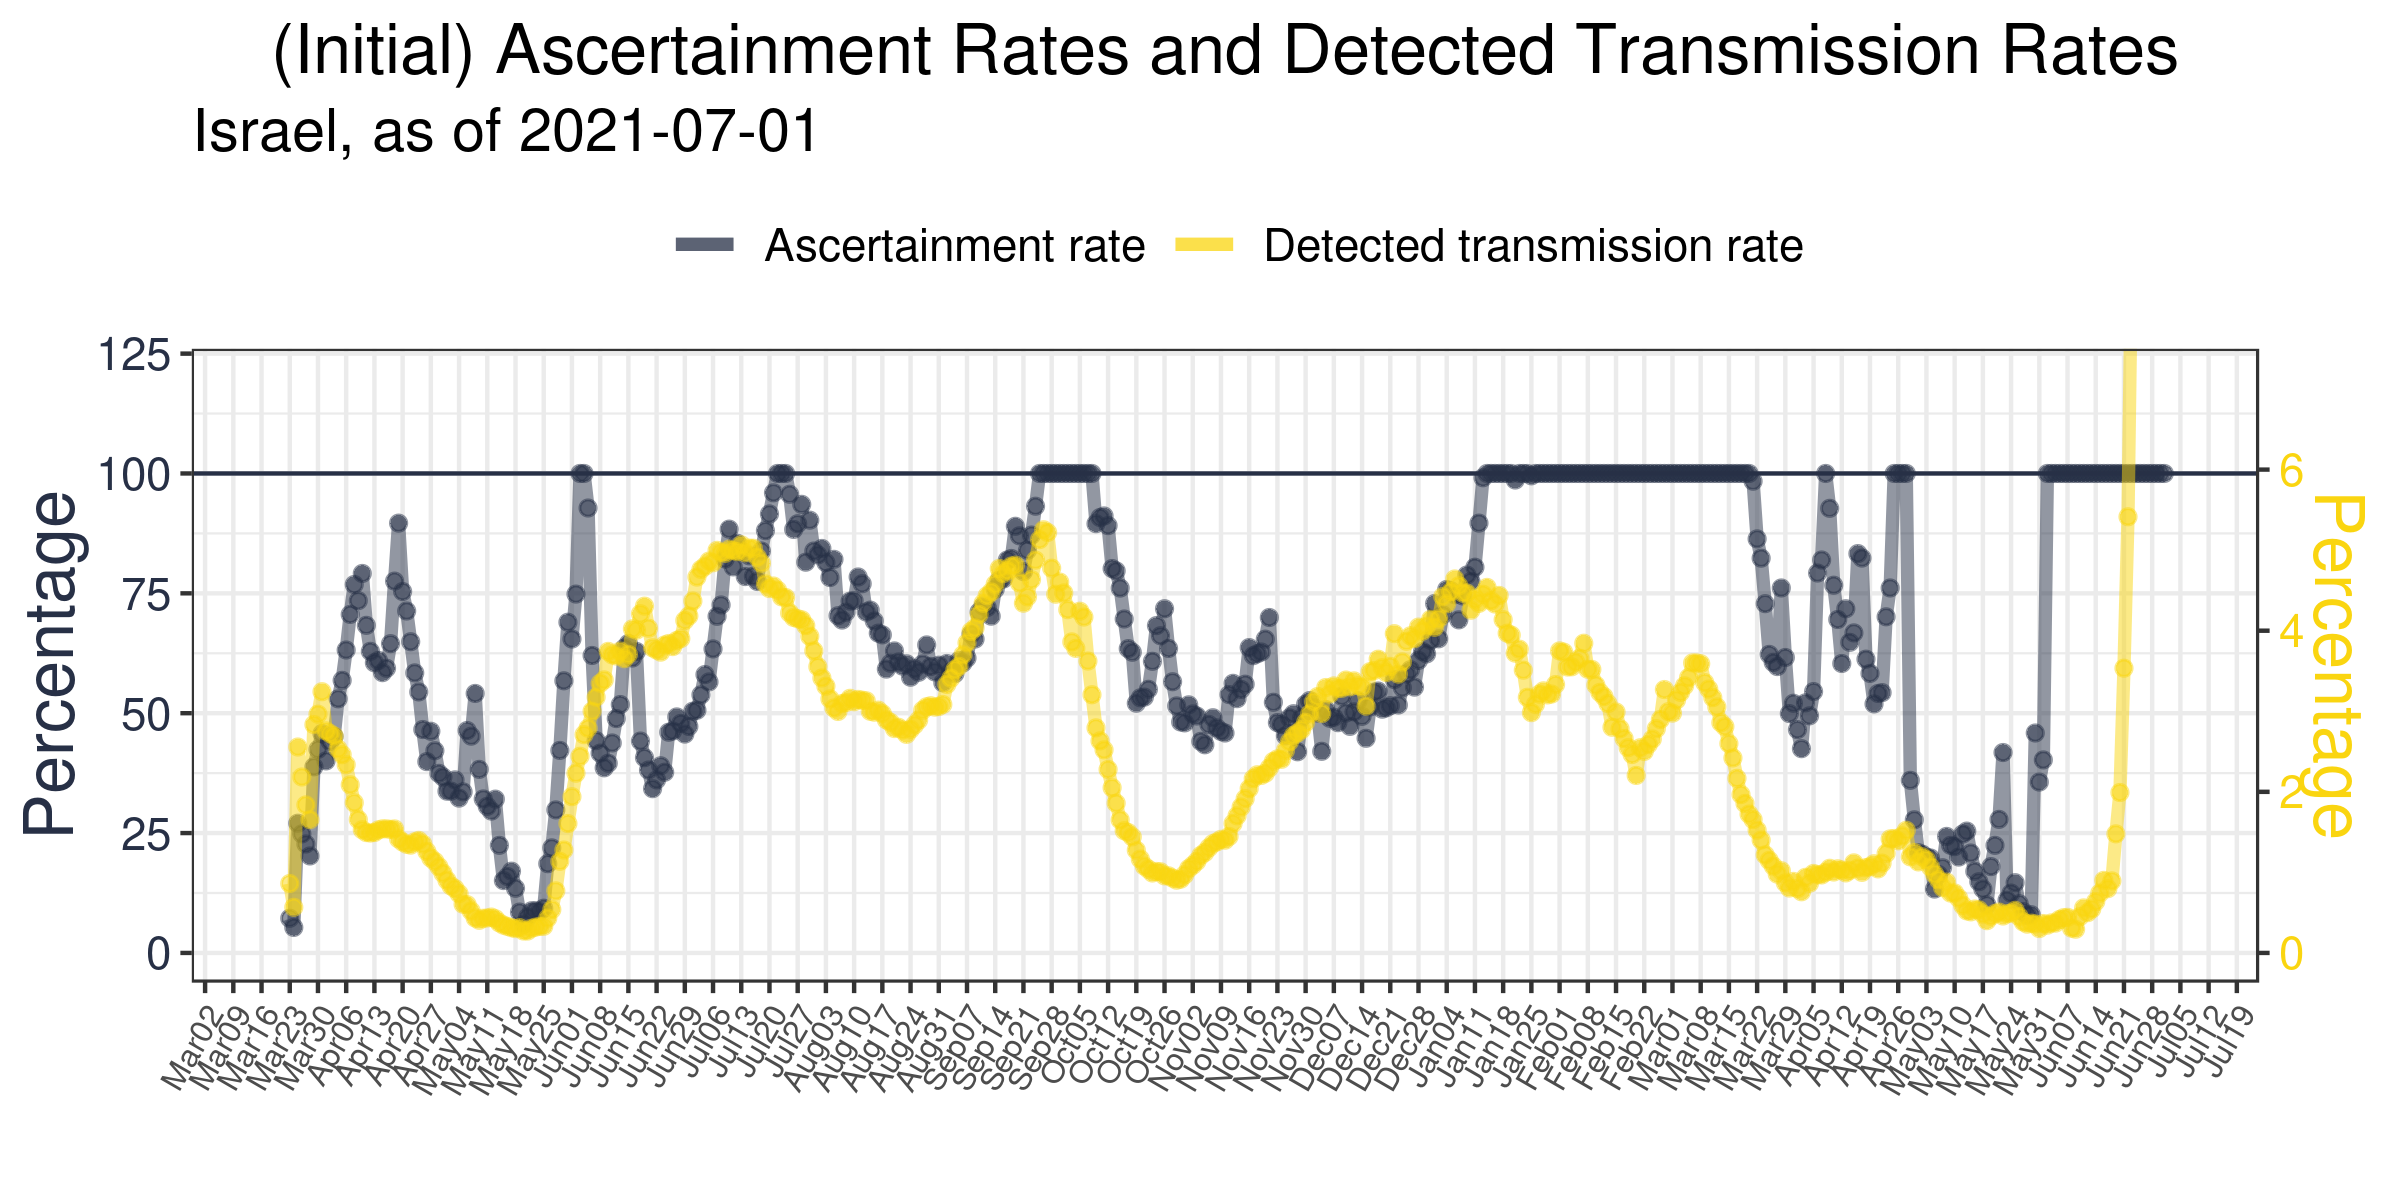 (Initial) Ascertainment Rates and Detected Transmission Rates
Israel, as of 2021-07-01
Ascertainment rate
Detected transmission rate
Percentage
125
100
75
50
25
0
6
4
2
0
Percentage
Mar02
Mar09
Mar16
Mar23
Mar30
Apr06
Apr13
Apr20
Apr27
May04
May11
May18
May25
Jun01
Jun08
Jun15
Jun22
Jun29
Jul06
Jul13
Jul20
Jul27
Aug03
Aug10
Aug17
Aug24
Aug31
Sep07
Sep14
Sep21
Sep28
Oct05
Oct12
Oct19
Oct26
Nov02
Nov09
Nov16
Nov23
Nov30
Dec07
Dec14
Dec21
Dec28
Jan04
Jan11
Jan18
Jan25
Feb01
Feb08
Feb15
Feb22
Mar01
Mar08
Mar15
Mar22
Mar29
Apr05
Apr12
Apr19
Apr26
May03
May10
May17
May24
May31
Jun07
Jun14
Jun21
Jun28
Jul05
Jul12
Jul19